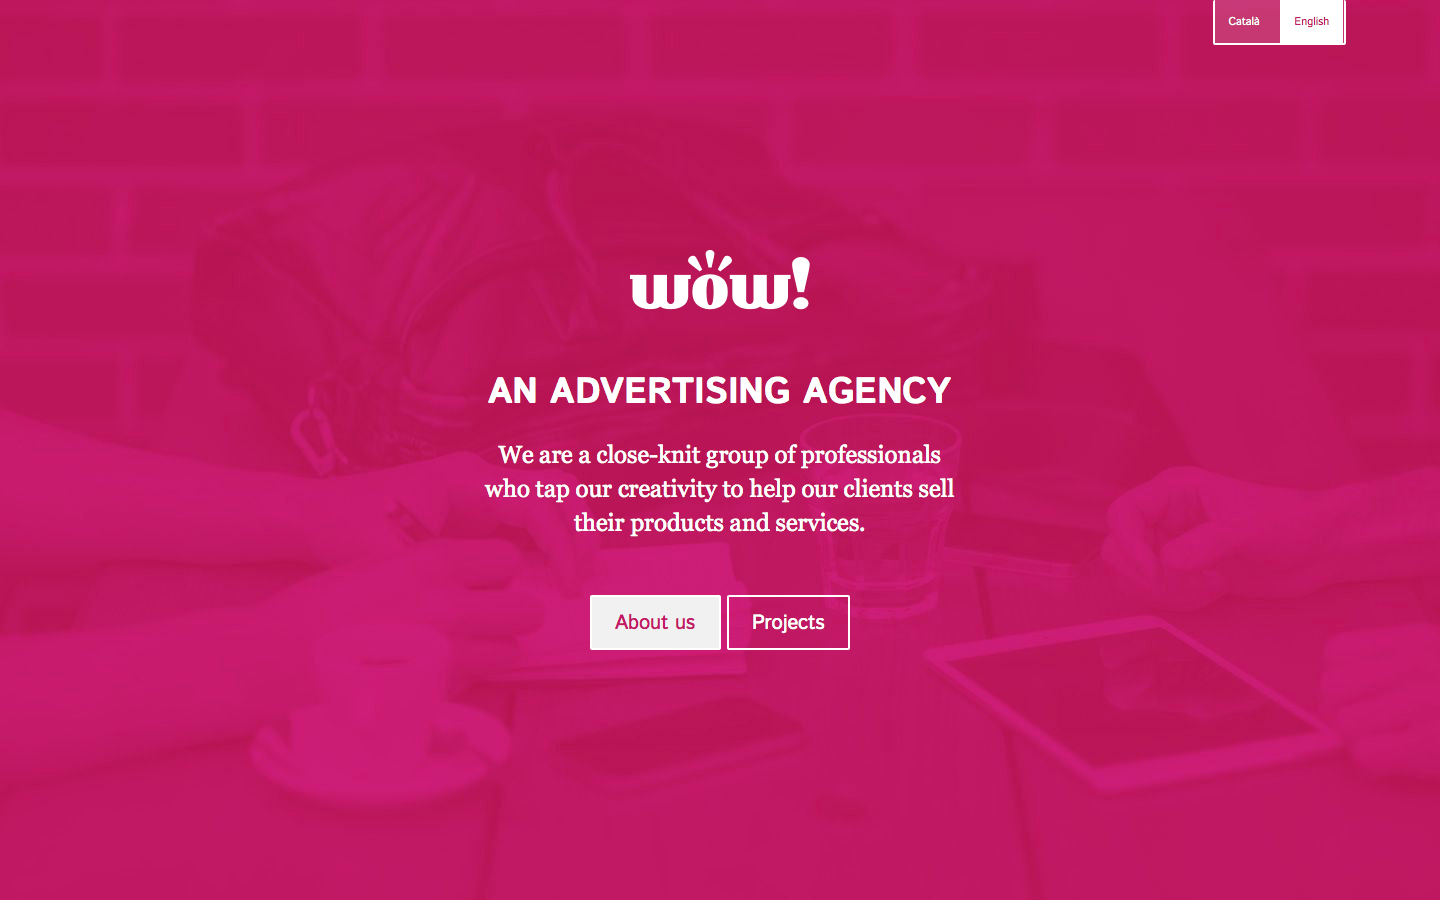 Català
English
wow!
AN ADVERTISING AGENCY
We are a close-knit group of professionals
who tap our creativity to help our clients sell
their products and services.
About us
Projects